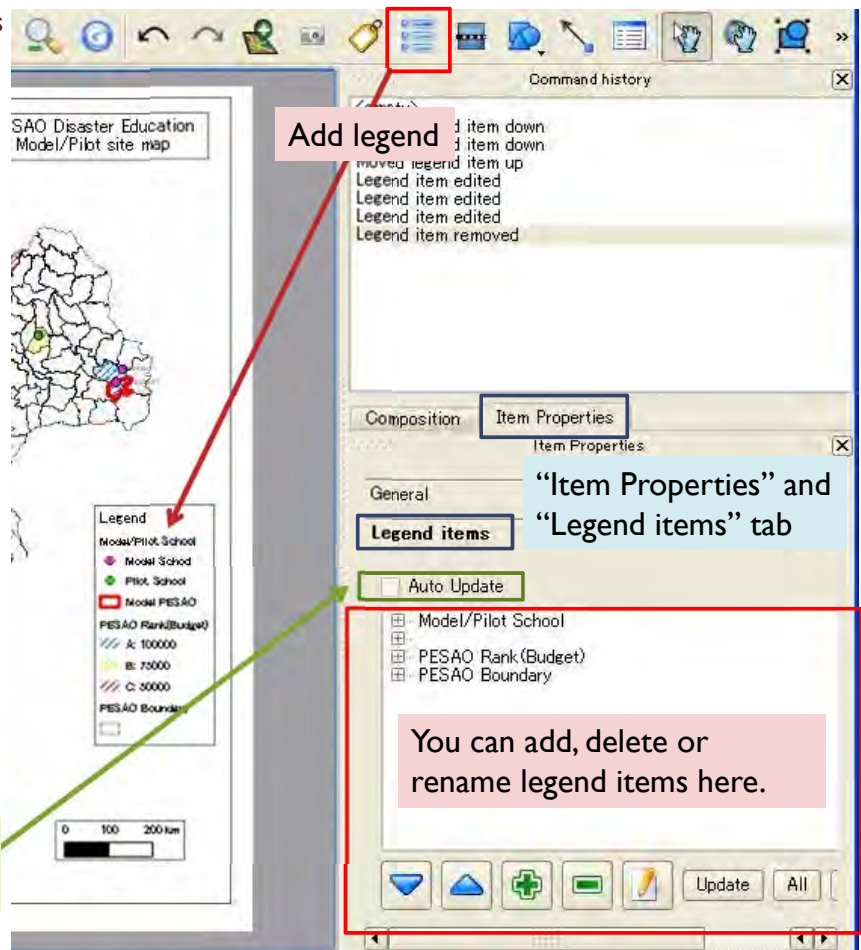 s
»
Command history
SAO Disaster Education
Model/Pilot site map
Add legend
d item down
d item down
Moved legend item up
Legend item edited
Legend item edited
Legend item edited
Legend item removed
Composition
Item Properties
Item Properties
General
“Item Properties” and
“Legend items” tab
Legend items
Auto Update
Model/Pilot School
PESAO Rank(Budget)
PESAO Boundary
You can add, delete or
rename legend items here.
Update
All
Legend
Model/Pilot School
Model School
Pilot School
Model PESAO
PESAO Rank(Budget)
A: 100000
B: 75000
C: 50000
PESAO Boundary
0 100 200 km